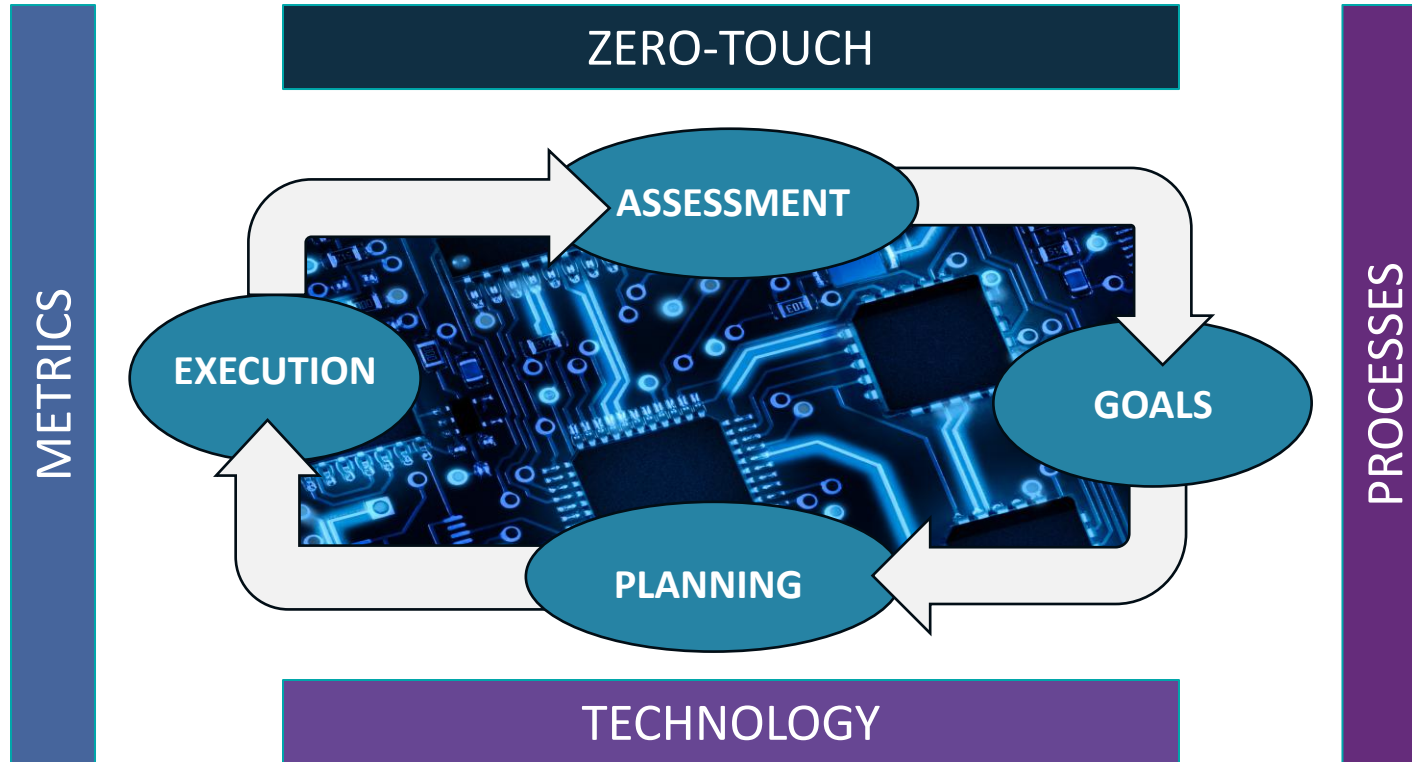 ZERO-TOUCH
METRICS
ASSESSMENT
EXECUTION
GOALS
PLANNING
PROCESSES
TECHNOLOGY